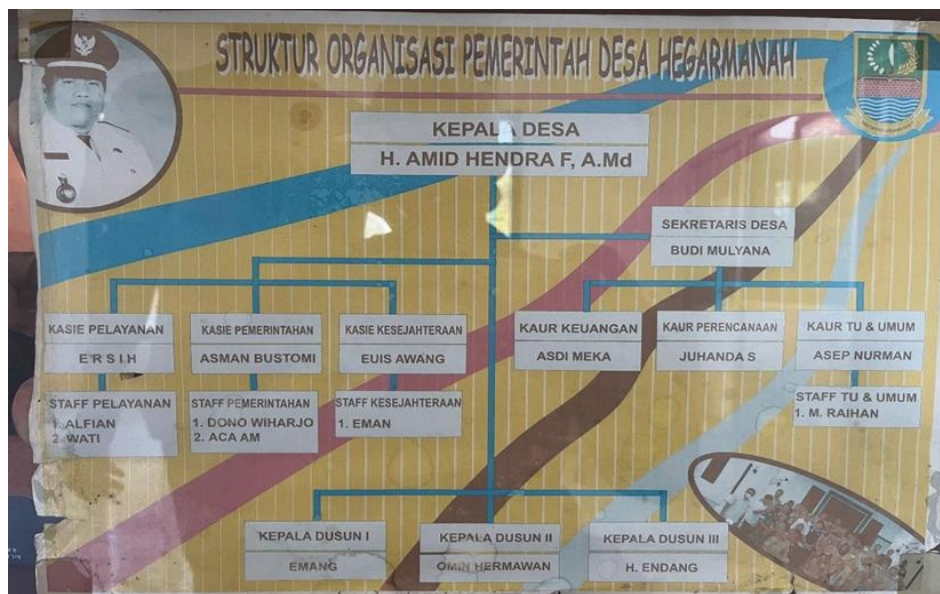 STRUKTUR ORGANISASI PEMERINTAH DESA HEGARMANAH
KEPALA DESA
H. AMID HENDRA F, A.Md
SEKRETARIS DESA
BUDI MULYANA
KASIE PELAYANAN
ERSIH
KASIE PEMERINTAHAN
ASMAN BUSTOMI
KASIE KESEJAHTERAAN
EUIS AWANG
KAUR KEUANGAN
ASDI MEKA
KAUR PERENCANAAN
JUHANDA S
KAUR TU & UMUM
ASEP NURMAN
STAFF PELAYANAN
1. ALFIAN
2. WATI
STAFF PEMERINTAHAN
1. DONO WIHARJO
2. ACA AM
STAFF KESEJAHTERAAN
1. EMAN
STAFF TU & UMUM
1. M. RAIHAN
KEPALA DUSUN I
EMANG
KEPALA DUSUN II
OMIN HERMAWAN
KEPALA DUSUN III
H. ENDANG